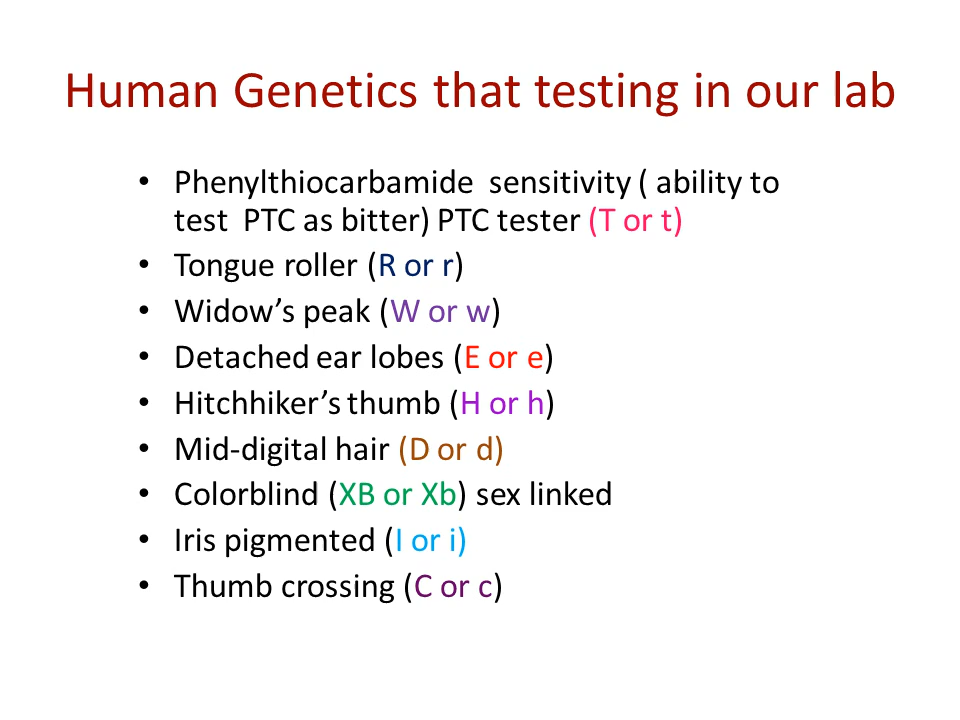 Human Genetics that testing in our lab
• Phenylthiocarbamide sensitivity ( ability to
test PTC as bitter) PTC tester (T or t)
• Tongue roller (R or r)
• Widow’s peak (W or w)
• Detached ear lobes (E or e)
• Hitchhiker’s thumb (H or h)
• Mid-digital hair (D or d)
• Colorblind (XB or Xb) sex linked
• Iris pigmented (I or i)
• Thumb crossing (C or c)